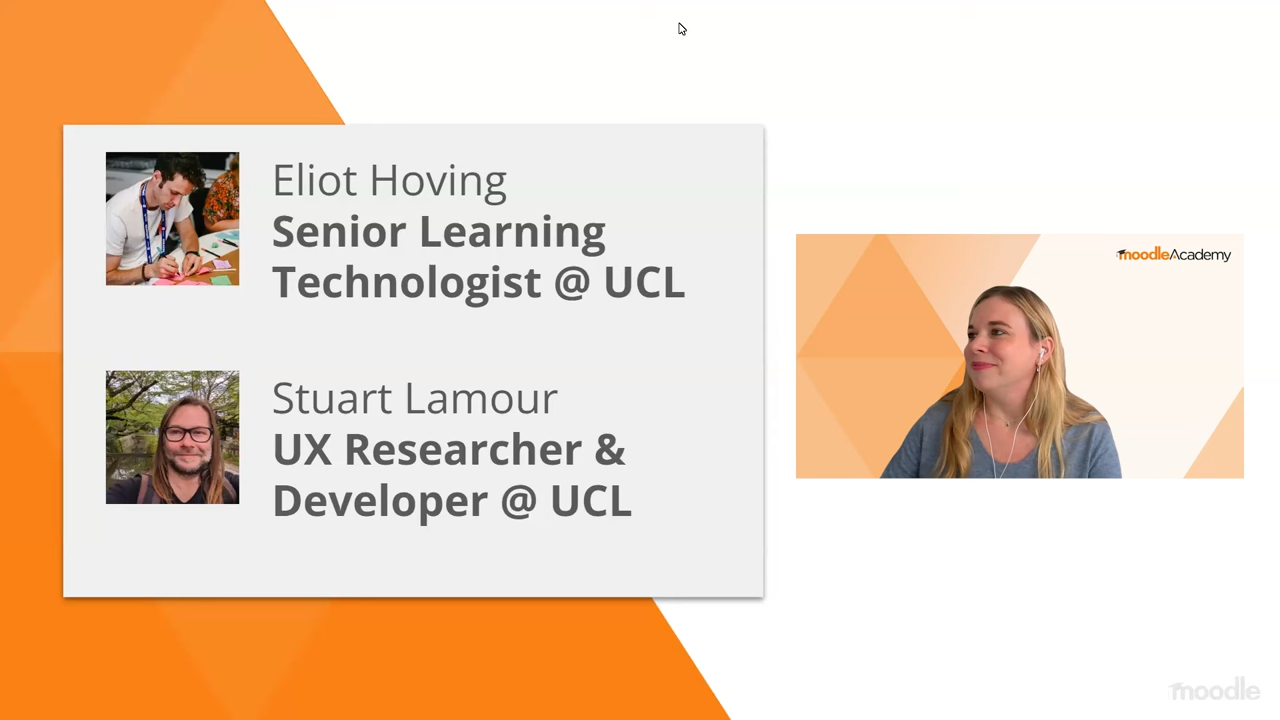 Eliot Hoving
Senior Learning
Technologist @ UCL
Stuart Lamour
UX Researcher &
Developer @ UCL
moodleAcademy
moodle